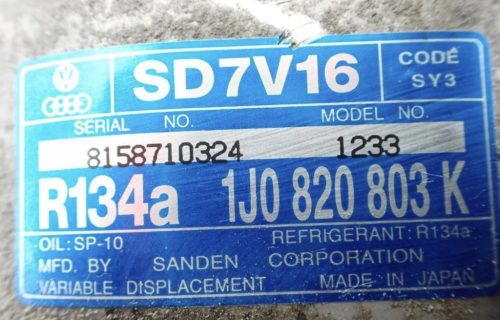 SD7V16
CODE
SY3
SERIAL NO. MODEL NO.
8158710324 1233
R134a 1J0 820 803 K
OIL:SP-10 REFRIGERANT:R134a
MFD. BY SANDEN CORPORATION
VARIABLE DISPLACEMENT MADE IN JAPAN